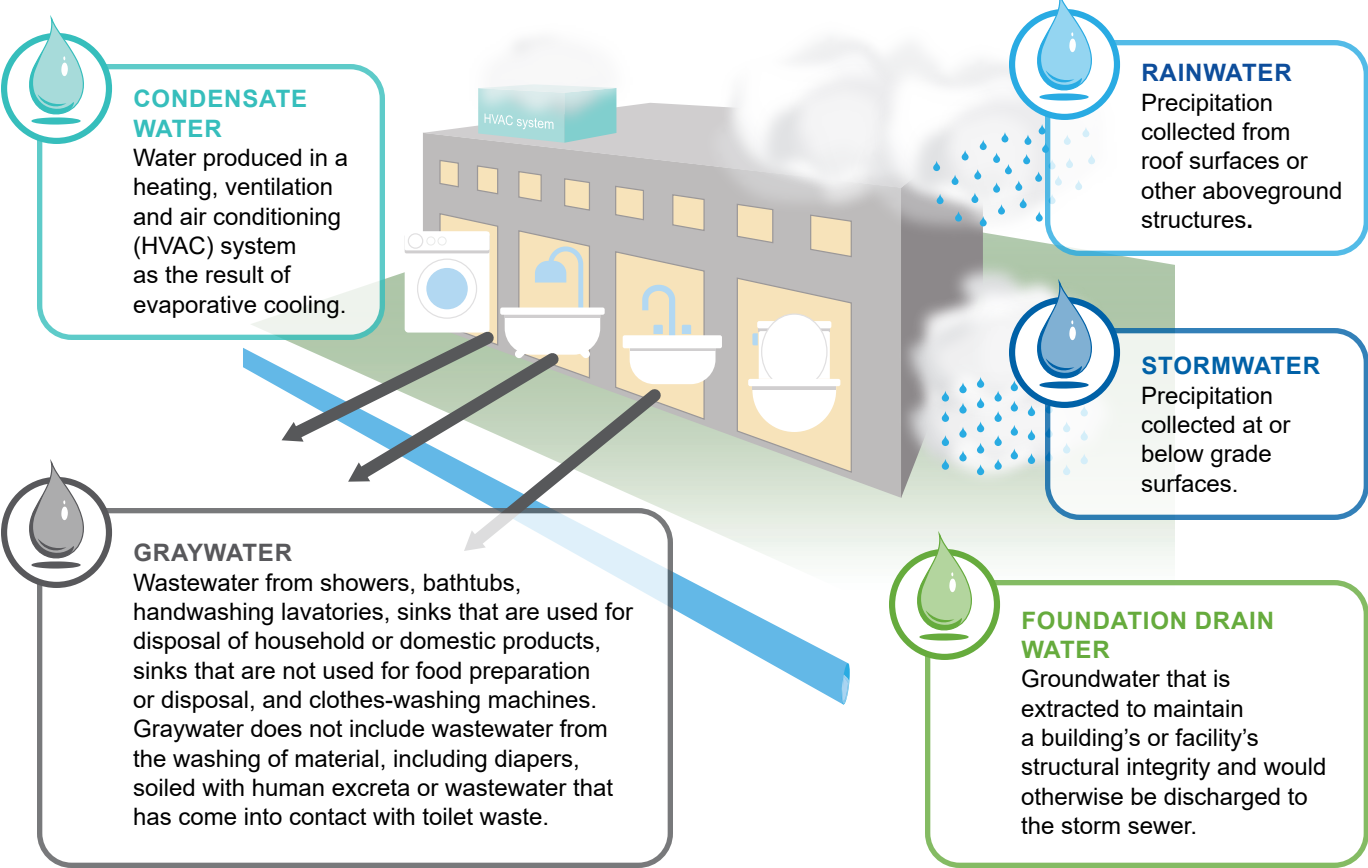 CONDENSATE
WATER
Water produced in a
heating, ventilation
and air conditioning
(HVAC) system
as the result of
evaporative cooling.
HVAC system
RAINWATER
Precipitation
collected from
roof surfaces or
other aboveground
structures.
STORMWATER
Precipitation
collected at or
below grade
surfaces.
GRAYWATER
Wastewater from showers, bathtubs,
handwashing lavatories, sinks that are used for
disposal of household or domestic products,
sinks that are not used for food preparation
or disposal, and clothes-washing machines.
Graywater does not include wastewater from
the washing of material, including diapers,
soiled with human excreta or wastewater that
has come into contact with toilet waste.
FOUNDATION DRAIN
WATER
Groundwater that is
extracted to maintain
a building’s or facility’s
structural integrity and would
otherwise be discharged to
the storm sewer.